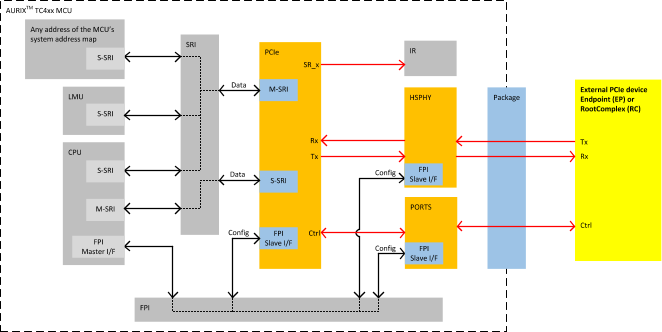 AURIX™ TC4xx MCU
Any address of the MCU's
system address map
S-SRI
LMU
S-SRI
CPU
S-SRI
M-SRI
FPI
Master I/F
SRI
Data
Data
Config
PCIe
SR_x
M-SRI
Rx
Tx
S-SRI
FPI
Slave I/F
Ctrl
IR
HSPHY
Config
FPI
Slave I/F
PORTS
Config
FPI
Slave I/F
Package
External PCIe device
Endpoint (EP) or
RootComplex (RC)
Tx
Rx
Ctrl
FPI